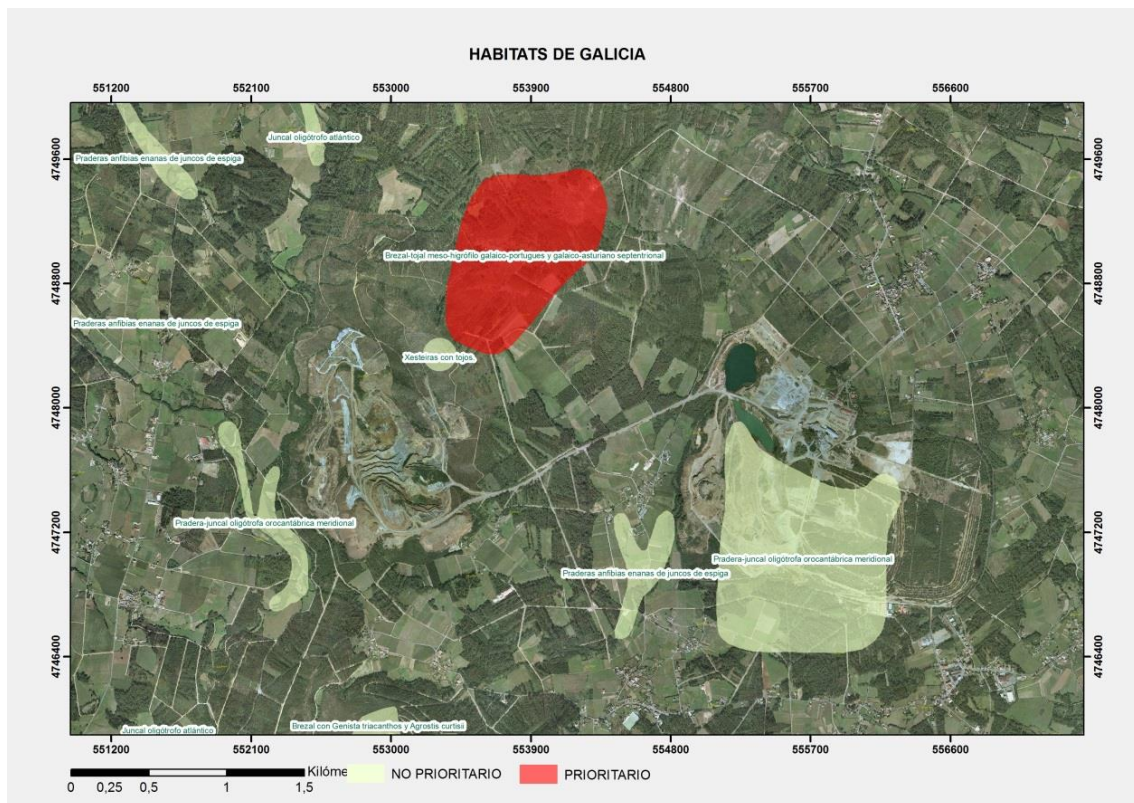 HABITATS DE GALICIA
551200 552100 553000 553900 554800 555700 556600
Juncal oligótrofo atlántico
4749600 4749600
Praderas anfibias enanas de juncos de espiga
Brezal-tojal meso-higrófilo galaico-portugues y galaico-asturiano septentrional
4748800 4748800
Praderas anfibias enanas de juncos de espiga
Xesteiras con tojos
4748000 4748000
Pradera-juncal oligótrofa orocantábrica meridional
4747200 4747200
Pradera-juncal oligótrofa orocantábrica meridional
Praderas anfibias enanas de juncos de espiga
4746400 4746400
Brezal con Genista triacanthos y Agrostis curtisii
Juncal oligótrofo atlántico
551200 552100 553000 553900 554800 555700 556600
Kilóme NO PRIORITARIO PRIORITARIO
0 0,25 0,5 1 1,5